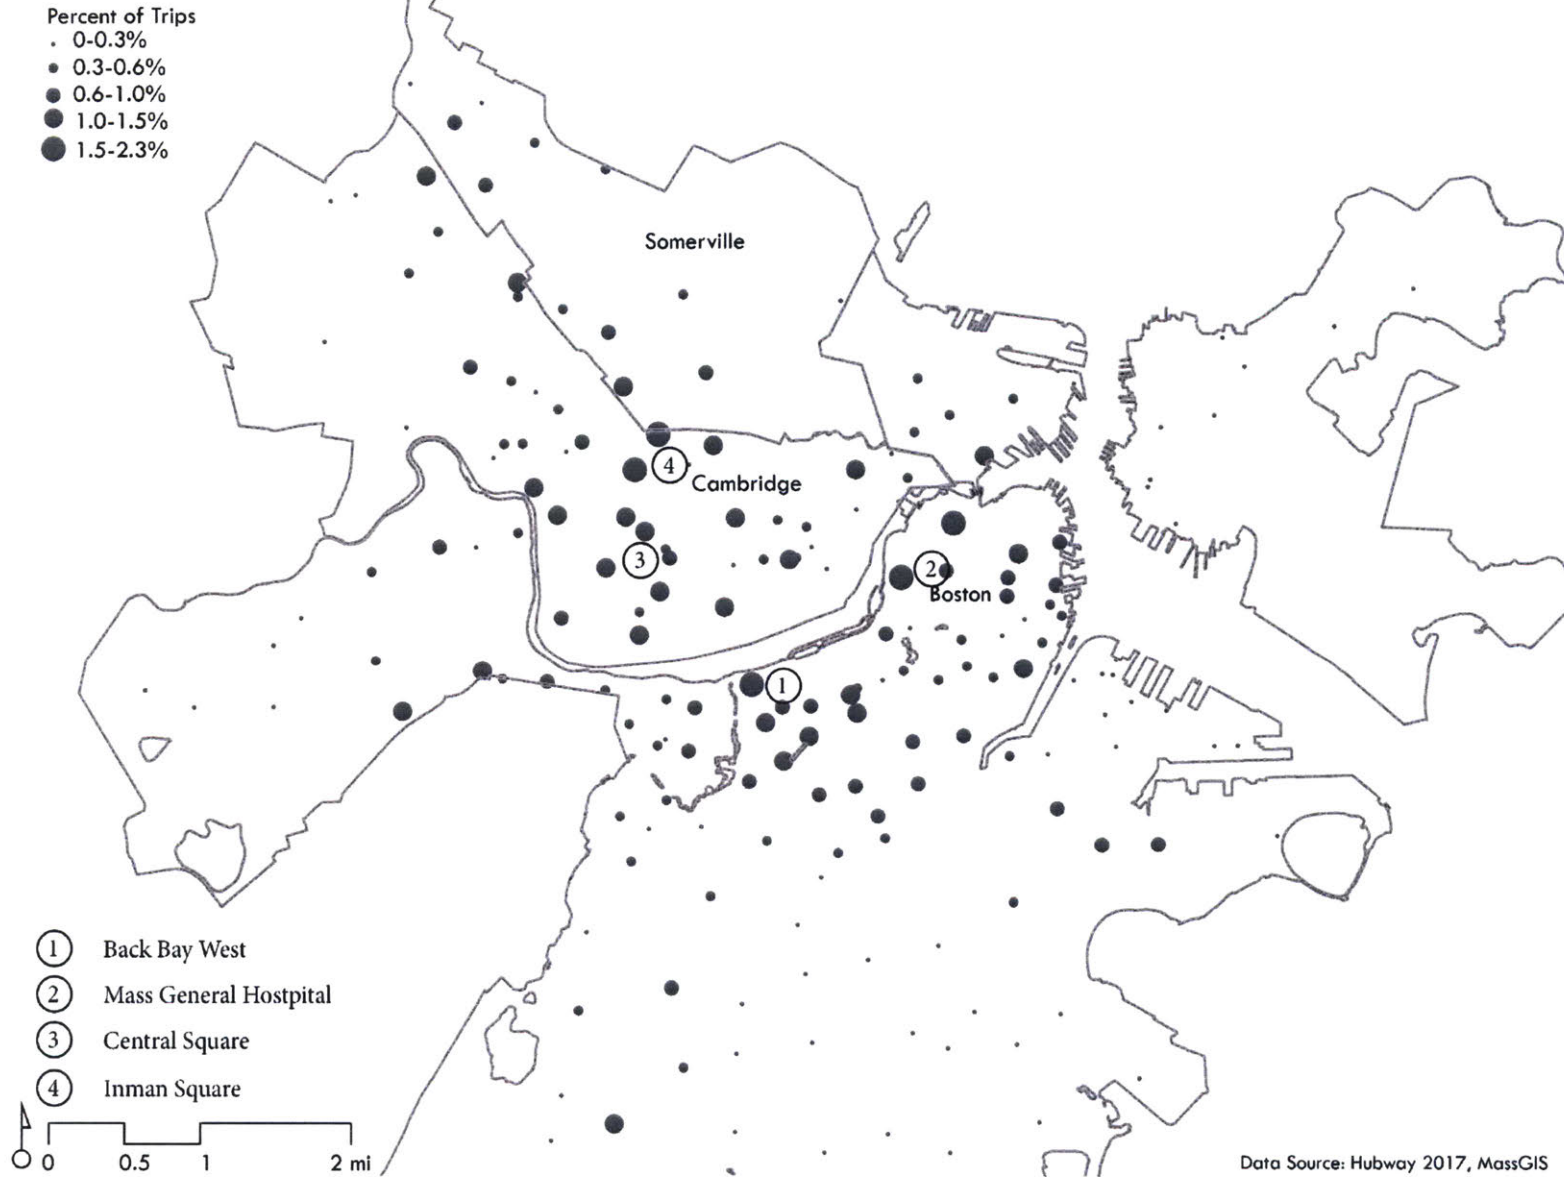 Percent of Trips
0-0.3%
0.3-0.6%
0.6-1.0%
1.0-1.5%
1.5-2.3%
Somerville
4
Cambridge
3
2
Boston
1
1 Back Bay West
2 Mass General Hostpital
3 Central Square
4 Inman Square
0 0.5 1 2 mi
Data Source: Hubway 2017, MassGIS